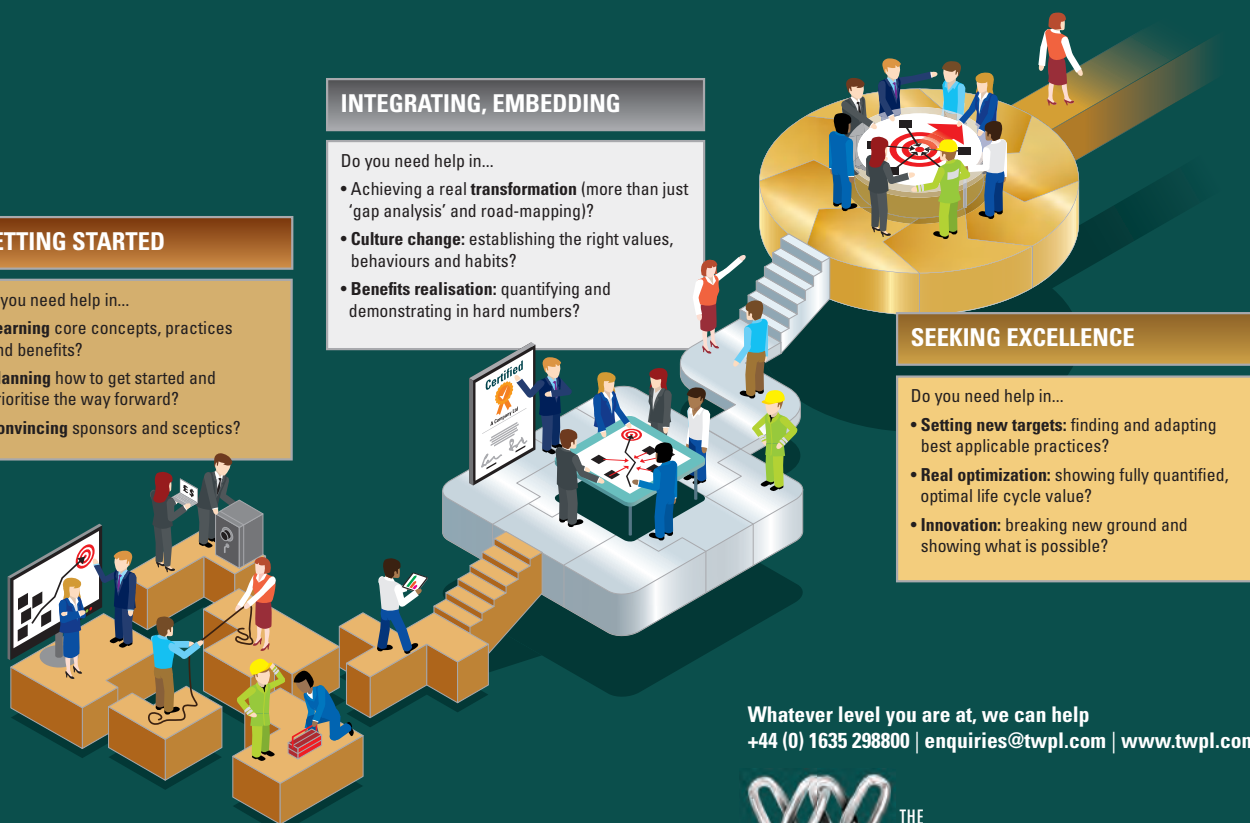 ETTING STARTED
you need help in...
earning core concepts, practices
nd benefits?
anning how to get started and
rioritise the way forward?
onvincing sponsors and sceptics?
INTEGRATING, EMBEDDING
Do you need help in...
• Achieving a real transformation (more than just
‘gap analysis’ and road-mapping)?
• Culture change: establishing the right values,
behaviours and habits?
• Benefits realisation: quantifying and
demonstrating in hard numbers?
SEEKING EXCELLENCE
Do you need help in...
• Setting new targets: finding and adapting
best applicable practices?
• Real optimization: showing fully quantified,
optimal life cycle value?
• Innovation: breaking new ground and
showing what is possible?
£$
Certified
A Company Ltd
Whatever level you are at, we can help
+44 (0) 1635 298800 | enquiries@twpl.com | www.twpl.com
THE